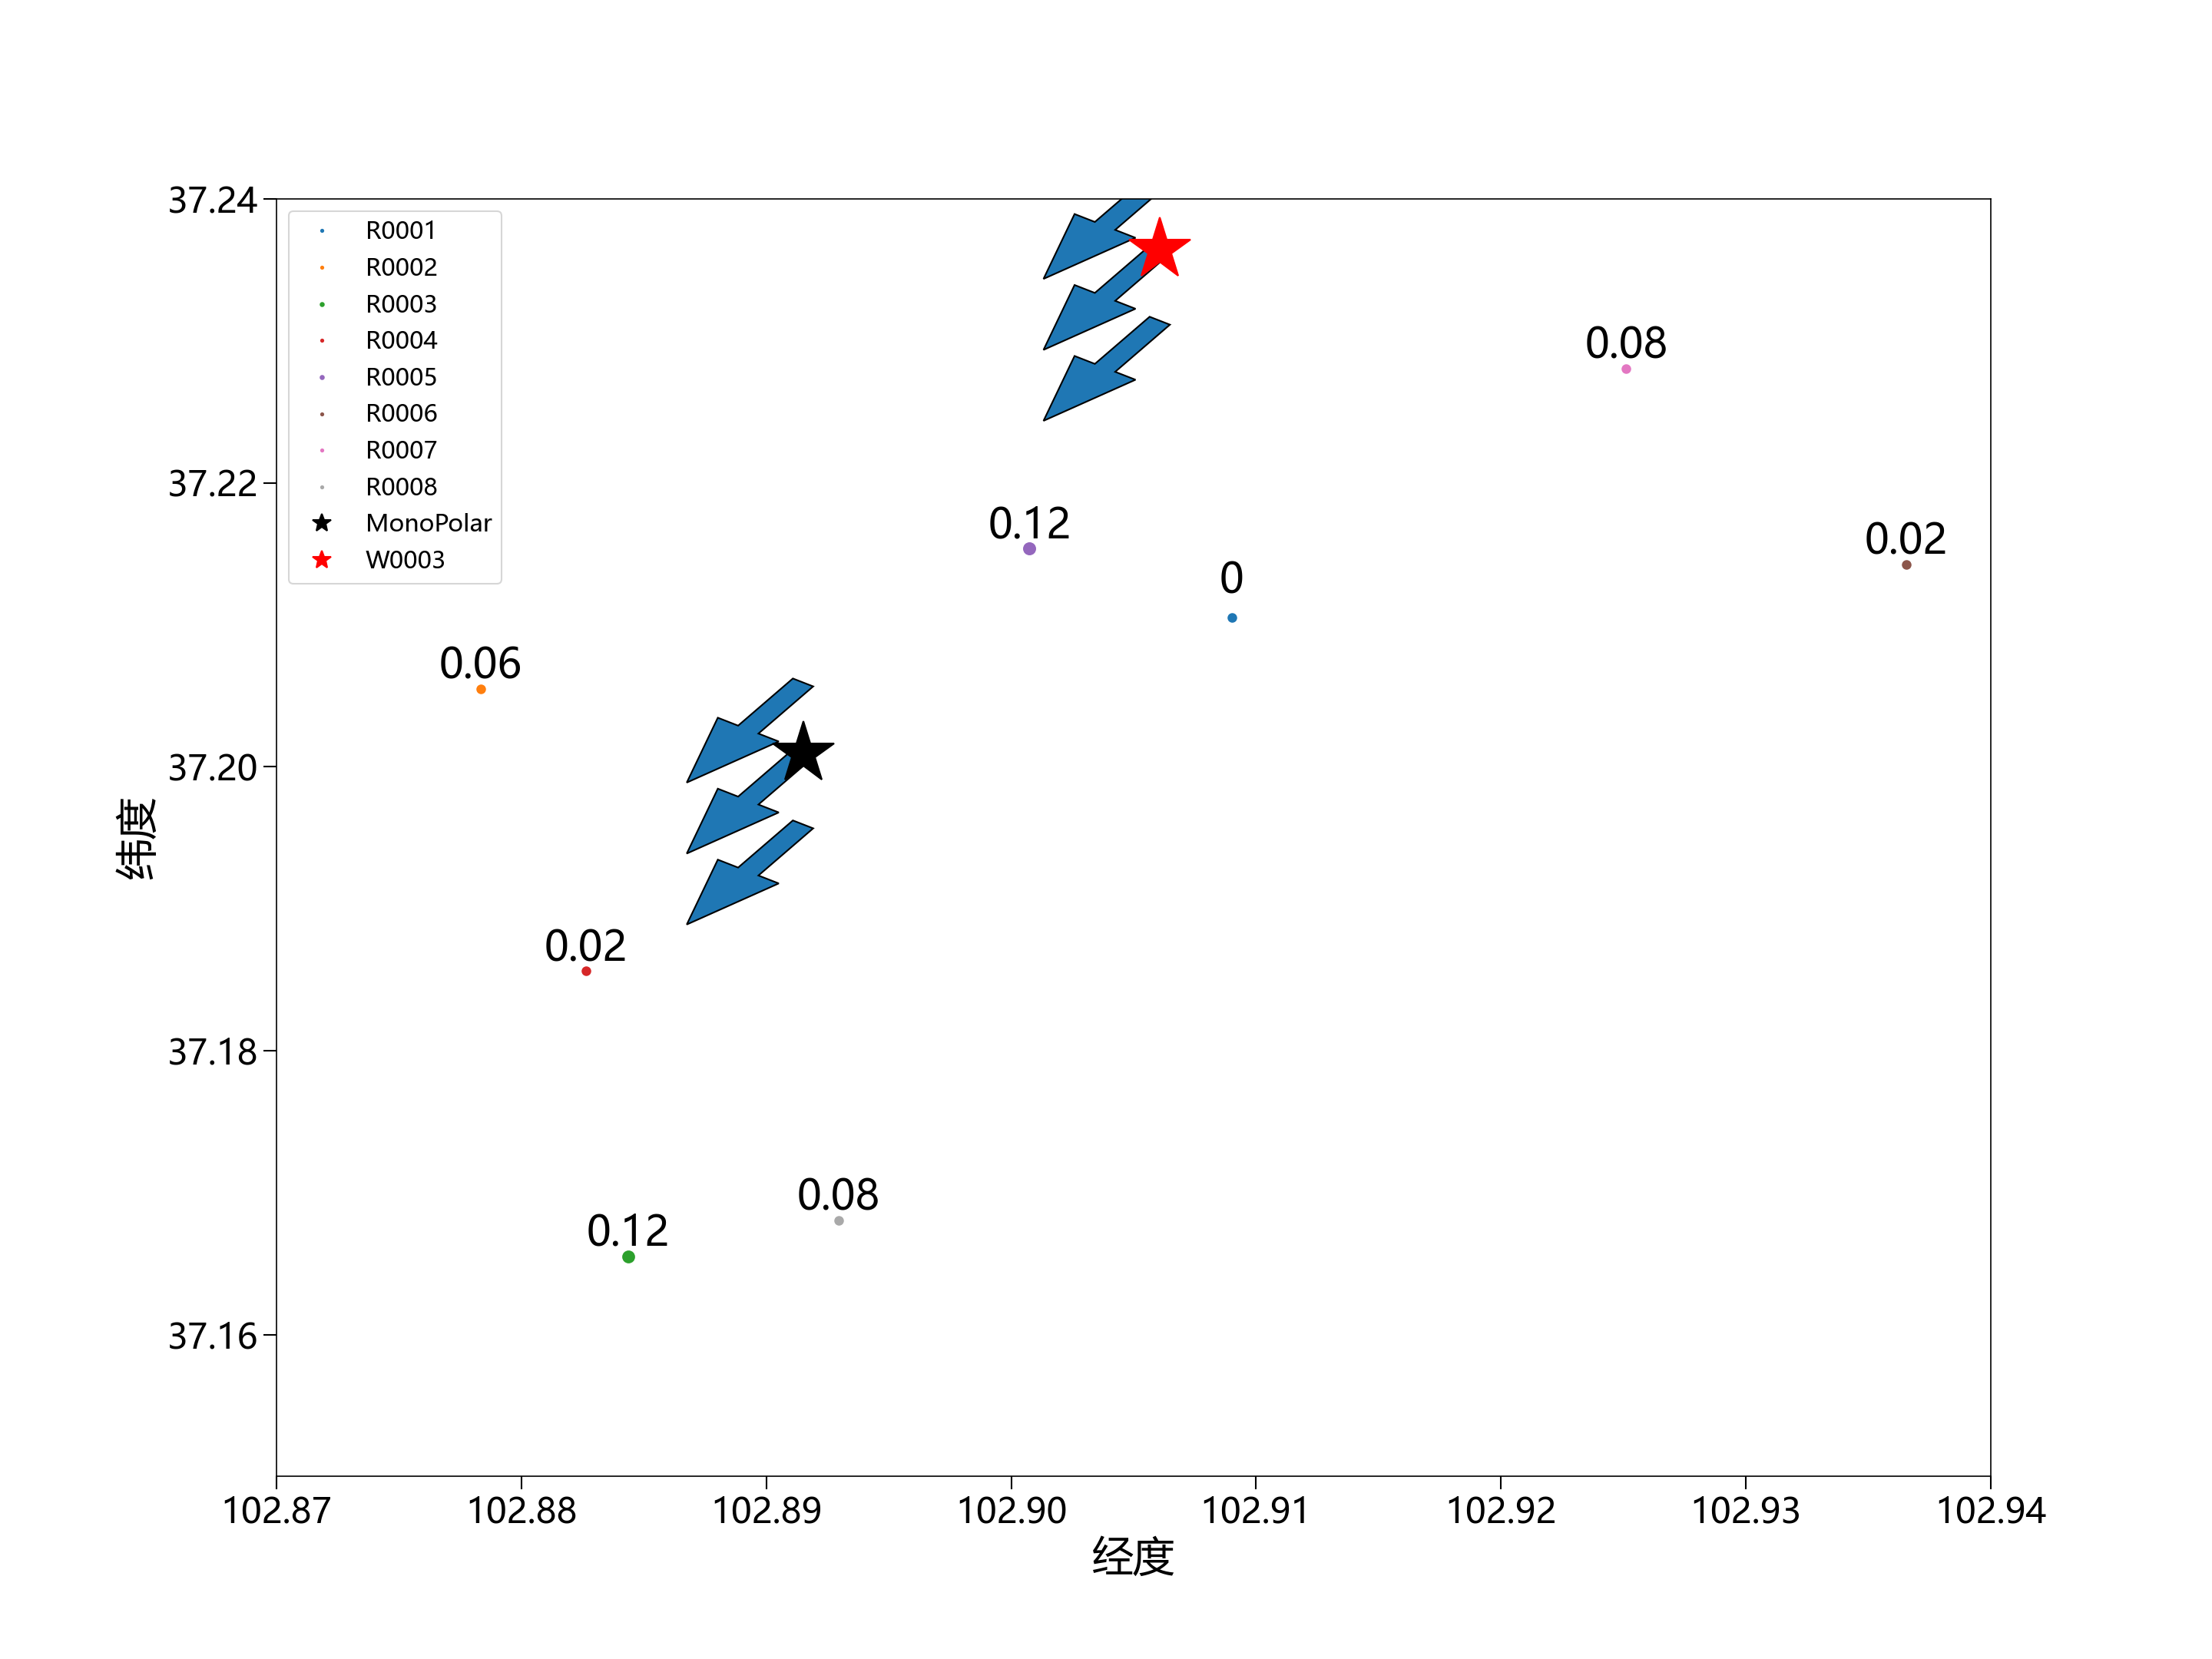 37.24
37.22
37.20
37.18
37.16
纬度
R0001
R0002
R0003
R0004
R0005
R0006
R0007
R0008
MonoPolar
W0003
0.08
0.12
0.02
0
0.06
0.02
0.08
0.12
102.87 102.88 102.89 102.90 102.91 102.92 102.93 102.94
经度